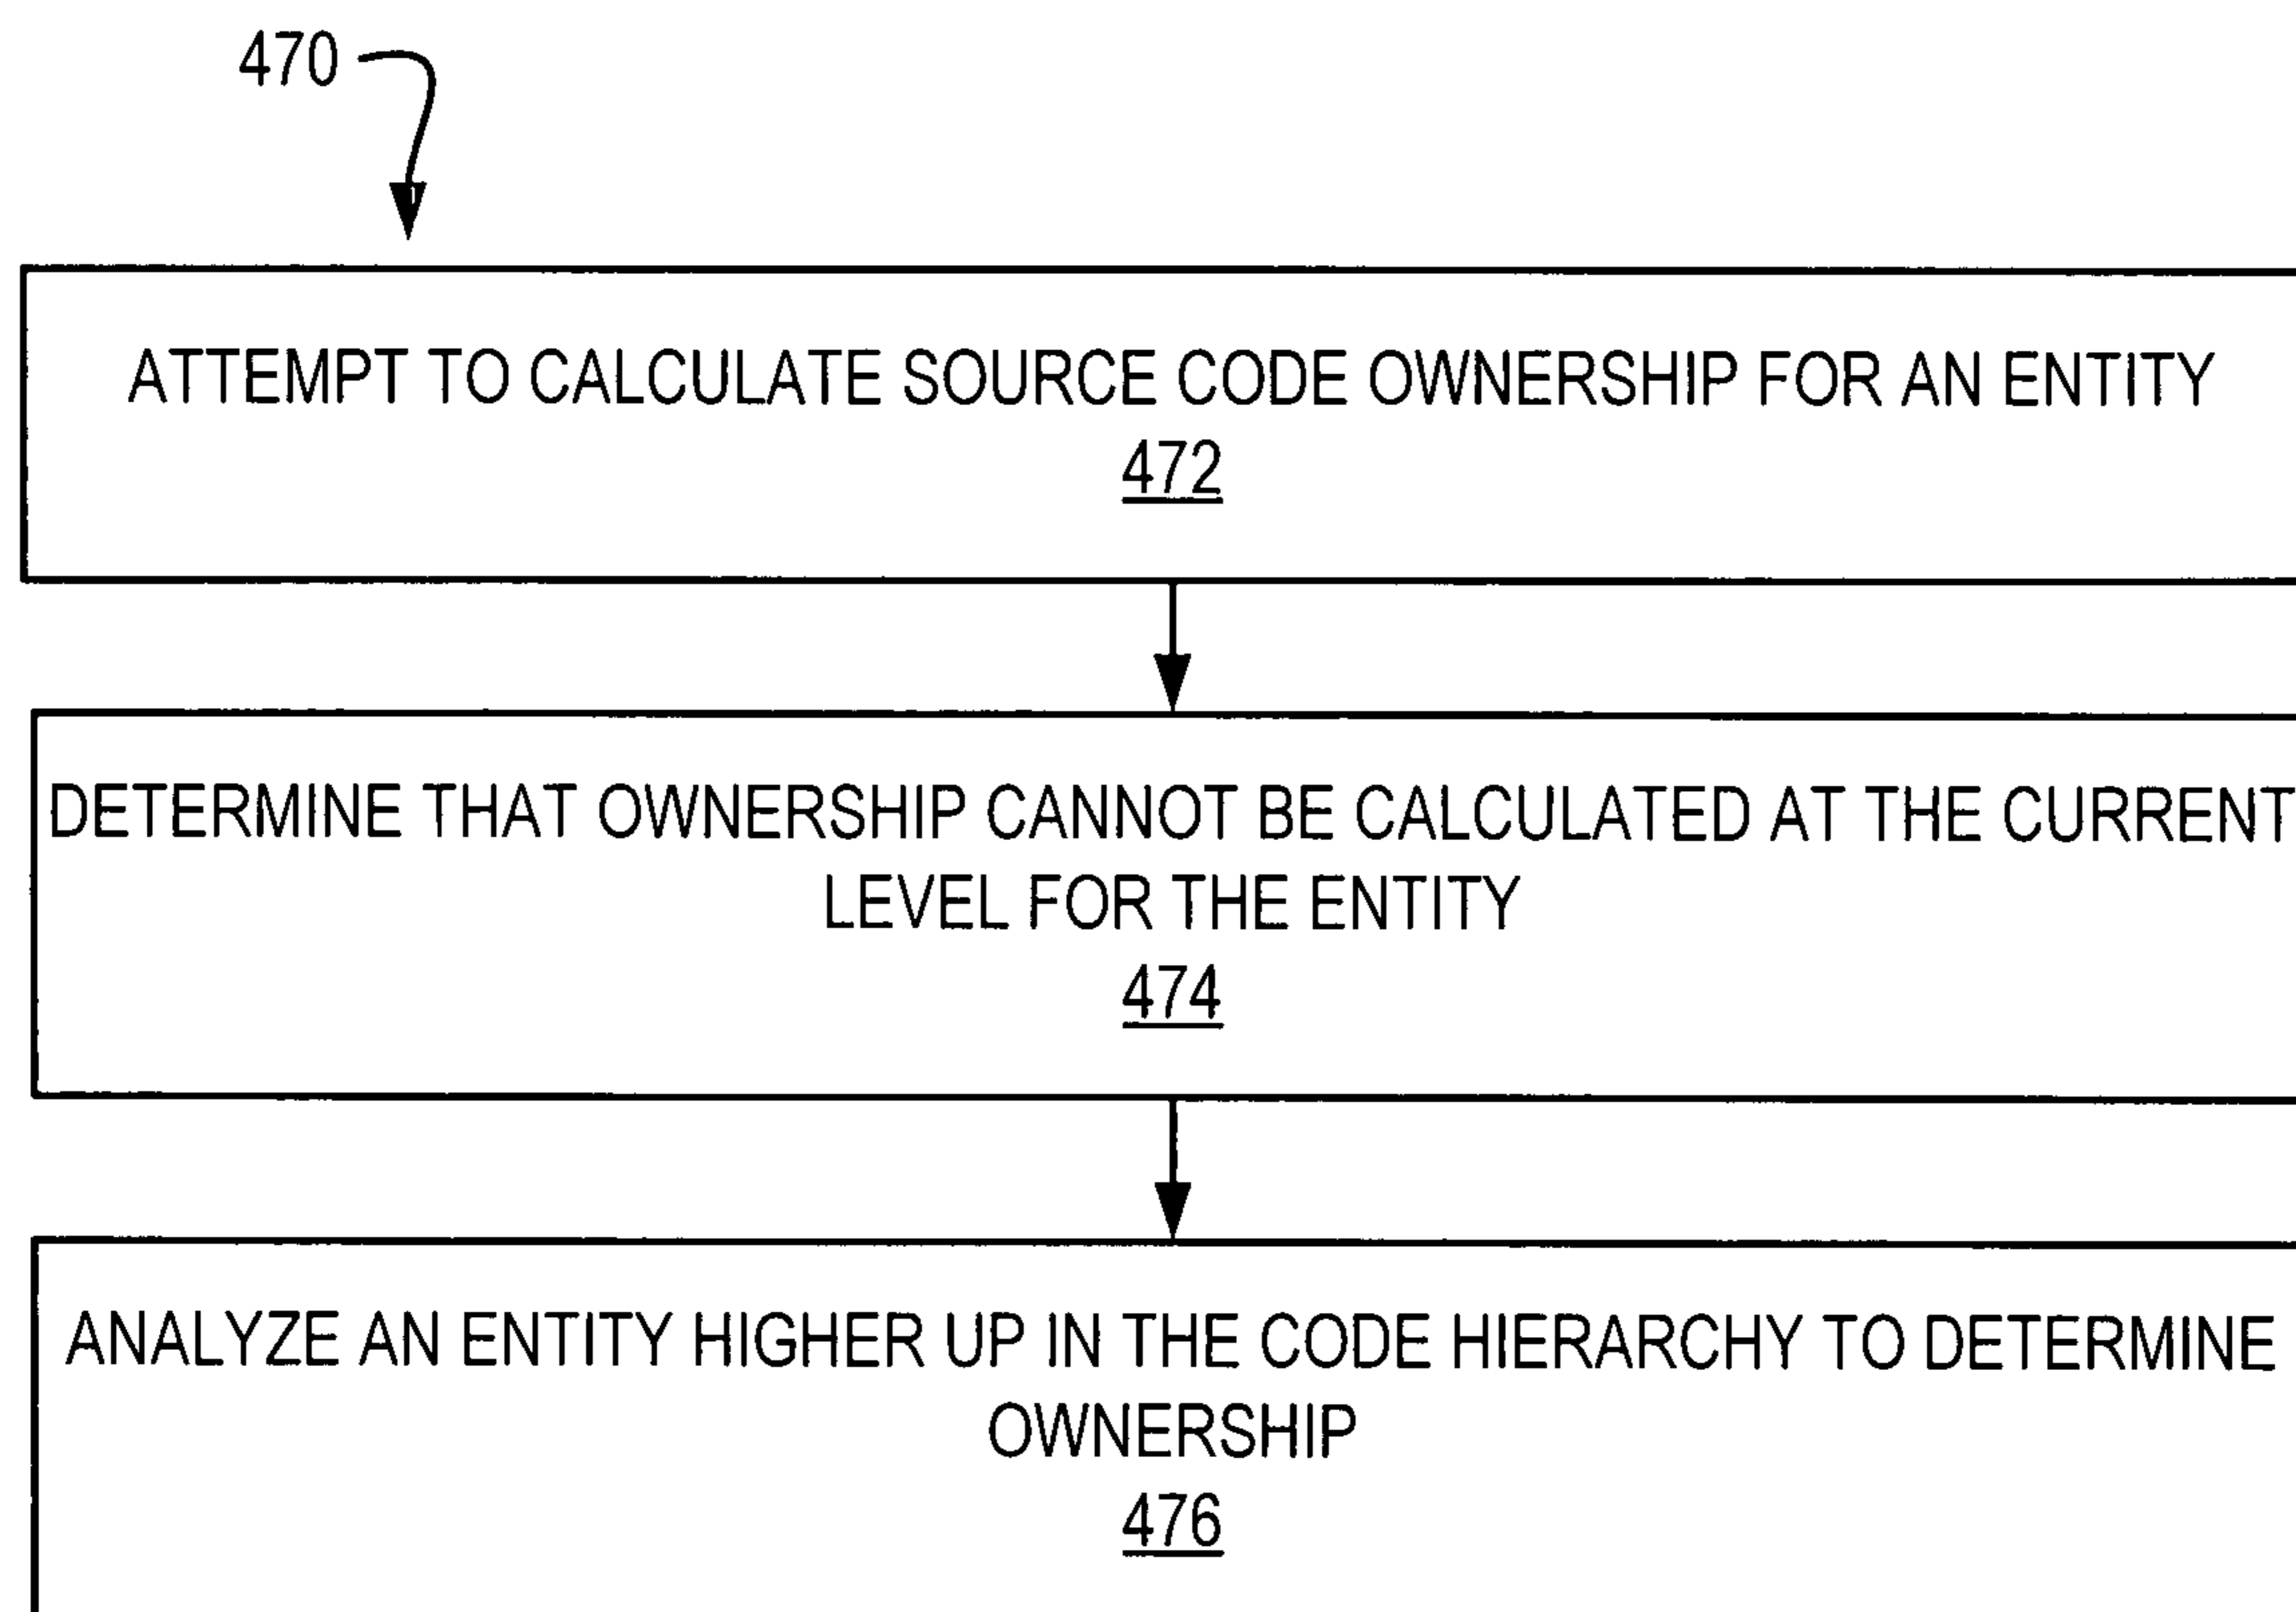 470
ATTEMPT TO CALCULATE SOURCE CODE OWNERSHIP FOR AN ENTITY
472
DETERMINE THAT OWNERSHIP CANNOT BE CALCULATED AT THE CURRENT
LEVEL FOR THE ENTITY
474
ANALYZE AN ENTITY HIGHER UP IN THE CODE HIERARCHY TO DETERMINE
OWNERSHIP
476